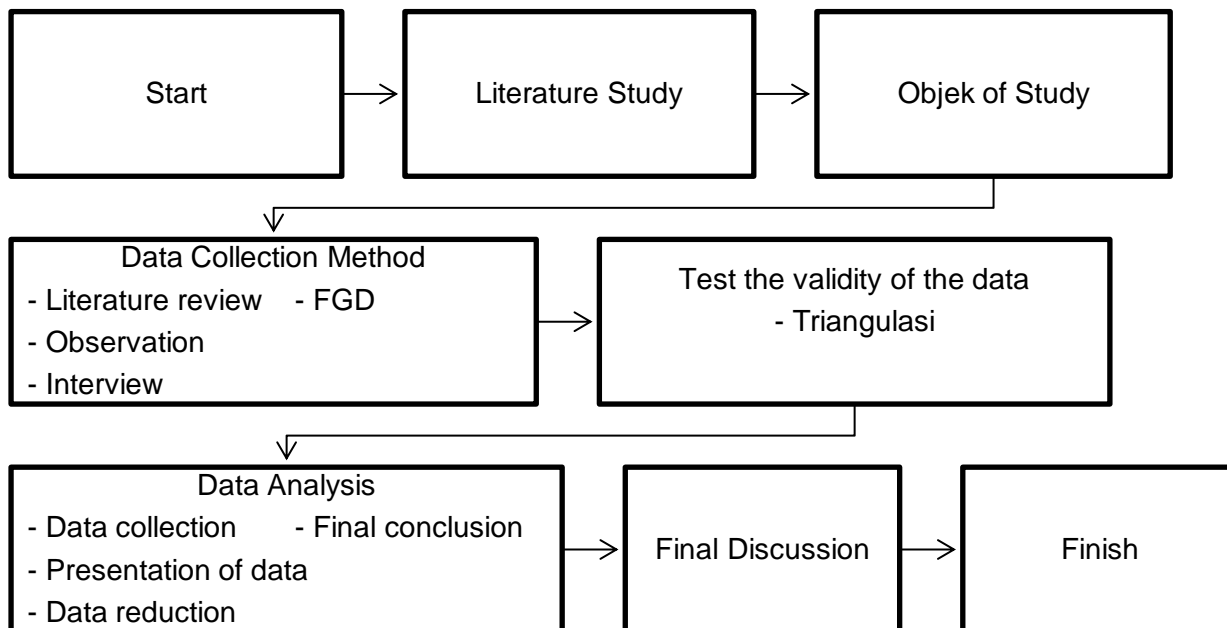 Start
Literature Study
Objek of Study
Data Collection Method
- Literature review - FGD
- Observation
- Interview
Test the validity of the data
- Triangulasi
Data Analysis
- Data collection - Final conclusion
- Presentation of data
- Data reduction
Final Discussion
Finish